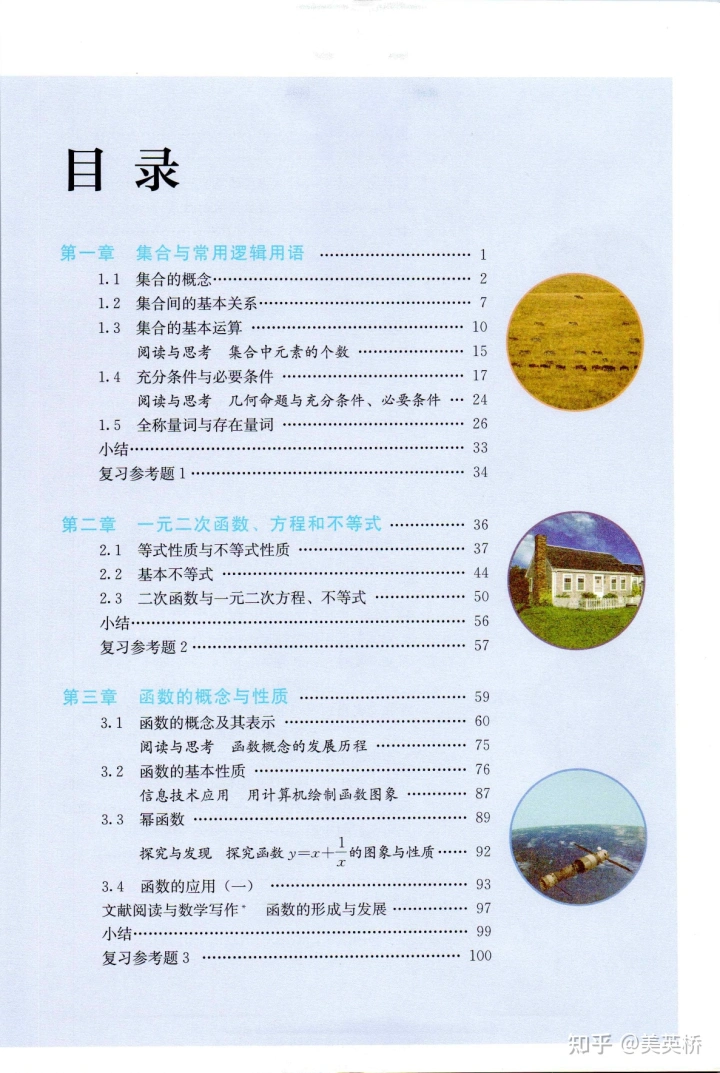 目 录
第一章 集合与常用逻辑用语 …………………………… 1
1.1 集合的概念…………………………… 2
1.2 集合间的基本关系…………………………… 7
1.3 集合的基本运算 …………………………… 10
阅读与思考 集合中元素的个数 …………………… 15
1.4 充分条件与必要条件 …………………………… 17
阅读与思考 几何命题与充分条件、必要条件 … 24
1.5 全称量词与存在量词 …………………………… 26
小结…………………………… 33
复习参考题 1 …………………………… 34
第二章 一元二次函数、方程和不等式 …………… 36
2.1 等式性质与不等式性质 …………………………… 37
2.2 基本不等式 …………………………… 44
2.3 二次函数与一元二次方程、不等式 …………… 50
小结…………………………… 56
复习参考题 2 …………………………… 57
第三章 函数的概念与性质 …………………………… 59
3.1 函数的概念及其表示 …………………………… 60
阅读与思考 函数概念的发展历程 ……………… 75
3.2 函数的基本性质 …………………………… 76
信息技术应用 用计算机绘制函数图象 ………… 87
3.3 幂函数 …………………………… 89
探究与发现 探究函数 y=x+1/x 的图象与性质…… 92
3.4 函数的应用（一） …………………………… 93
文献阅读与数学写作* 函数的形成与发展 …………… 97
小结…………………………… 99
复习参考题 3 …………………………… 100
知乎 @美英桥